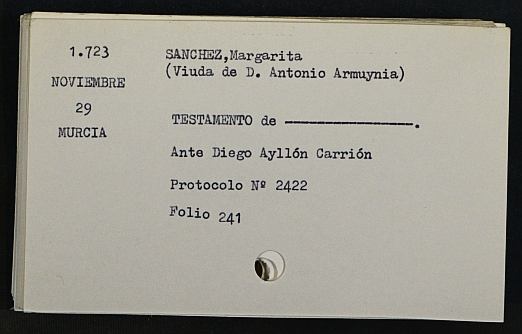 1.723
NOVIEMBRE
29
MURCIA
SANCHEZ,Margarita
(Viuda de D. Antonio Armuynia)
TESTAMENTO de ----------------.
Ante Diego Ayllón Carrión
Protocolo Nº 2422
Folio 241